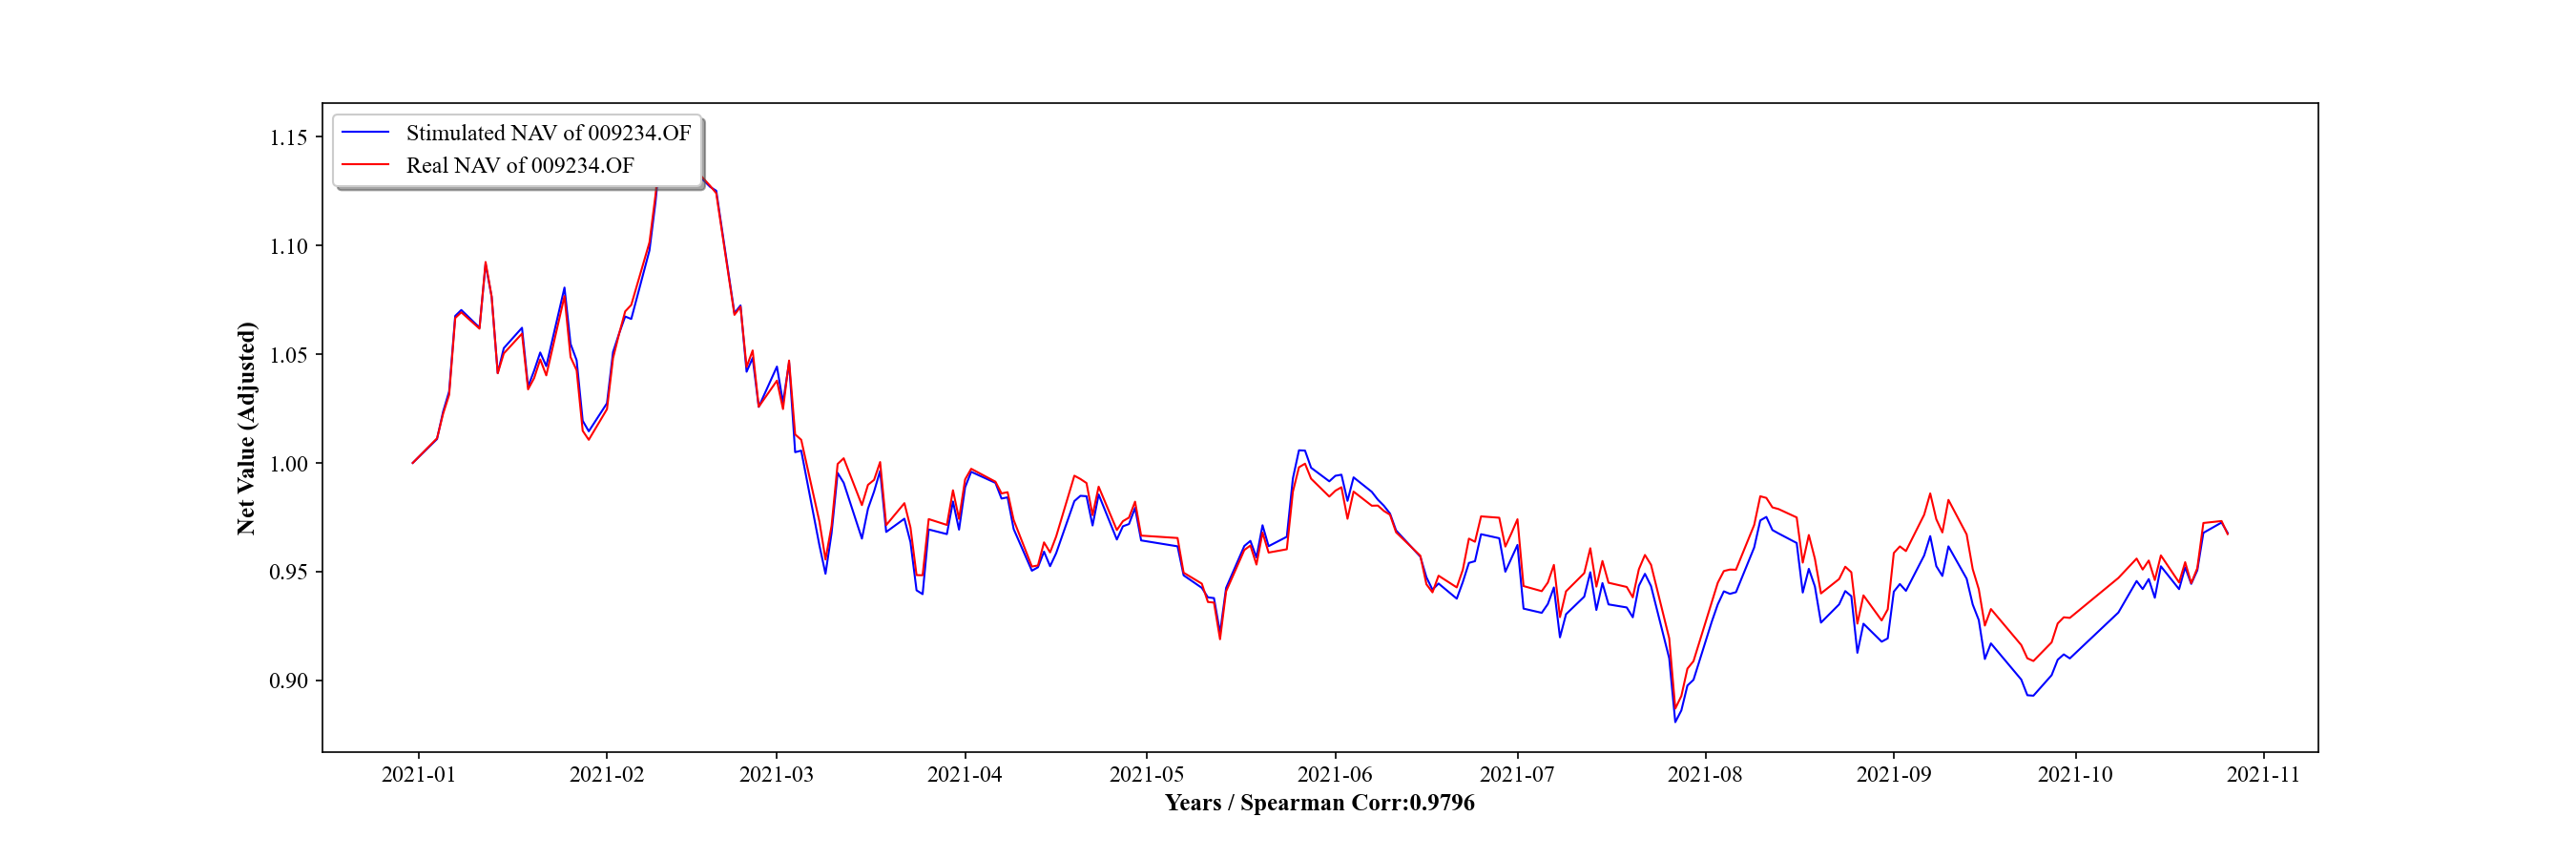 Stimulated NAV of 009234.OF
Real NAV of 009234.OF
Net Value (Adjusted)
1.15
1.10
1.05
1.00
0.95
0.90
2021-01 2021-02 2021-03 2021-04 2021-05 2021-06 2021-07 2021-08 2021-09 2021-10 2021-11
Years / Spearman Corr:0.9796